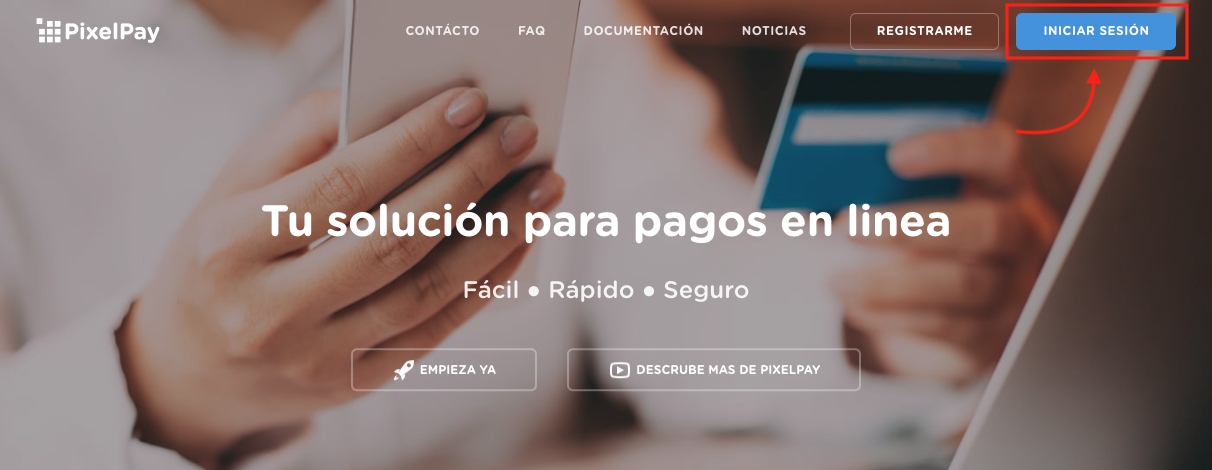 PixelPay
CONTÁCTO FAQ DOCUMENTACIÓN NOTICIAS REGISTRARME INICIAR SESIÓN
Tu solución para pagos en linea
Fácil • Rápido • Seguro
EMPIEZA YA DESCRUBE MAS DE PIXELPAY